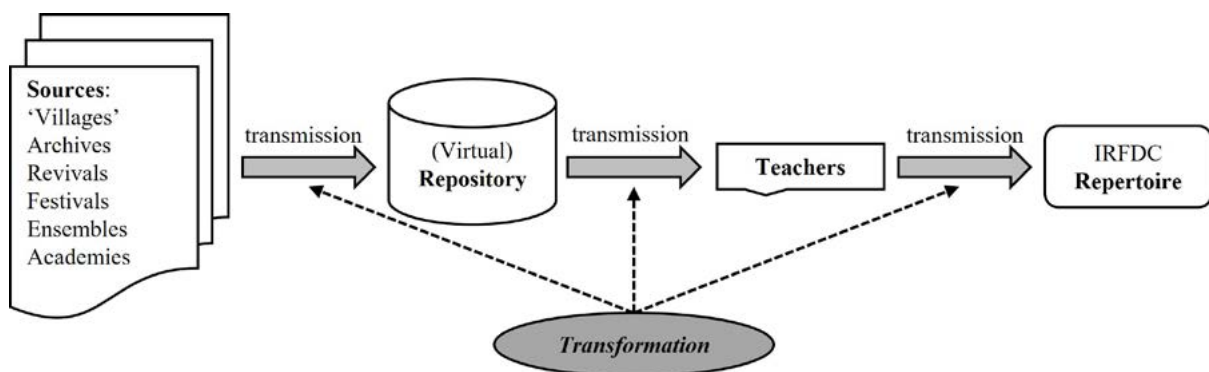 Sources:
‘Villages’
Archives
Revivals
Festivals
Ensembles
Academies
transmission
(Virtual)
Repository
transmission
Teachers
transmission
IRFDC
Repertoire
Transformation